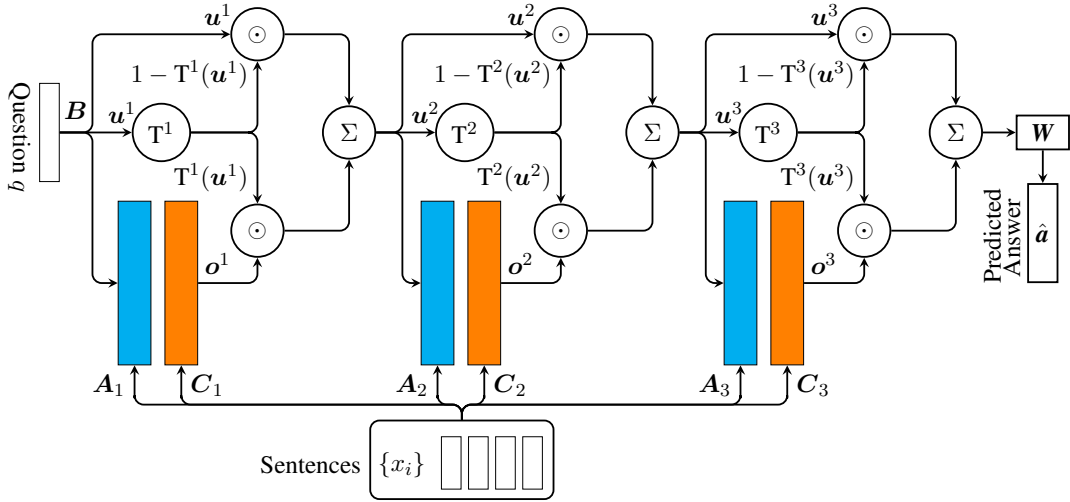 Question q
B
u¹
u¹
T¹
⊙
1 − T¹(u¹)
T¹(u¹)
⊙
o¹
A₁
C₁
Σ
u²
u²
T²
⊙
1 − T²(u²)
T²(u²)
⊙
o²
A₂
C₂
Σ
u³
u³
T³
⊙
1 − T³(u³)
T³(u³)
⊙
o³
A₃
C₃
Σ
W
Predicted
Answer
â
Sentences {xᵢ}